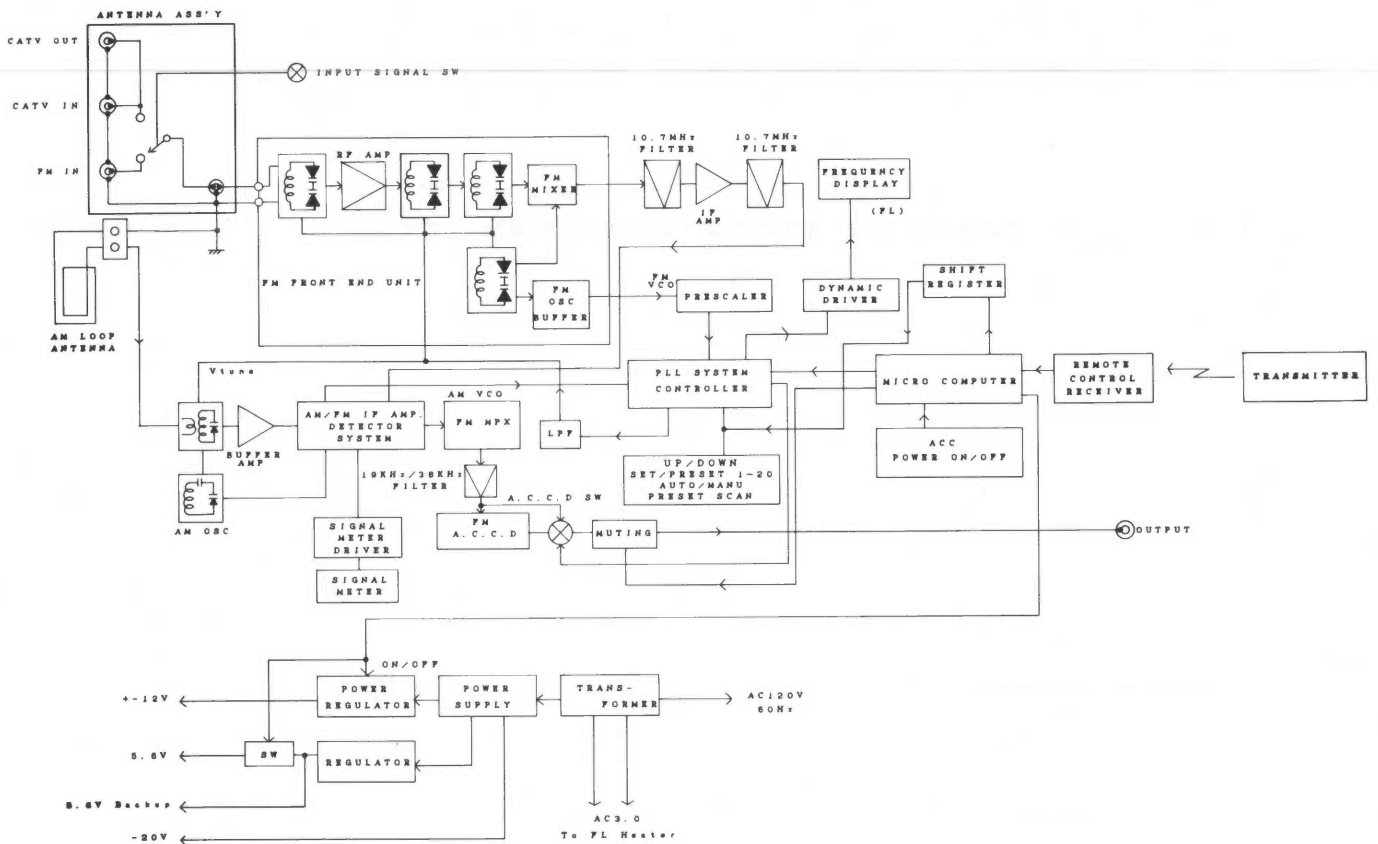 ANTENNA ASS'Y
CATV OUT
INPUT SIGNAL SW
CATV IN
FM IN
RF AMP
FM
MIXER
10.7MHz
FILTER
10.7MHz
FILTER
IF
AMP
FREQUENCY
DISPLAY
(FL)
FM FRONT END UNIT
FM
OSC
BUFFER
FM
VCO
PRESCALER
DYNAMIC
DRIVER
SHIFT
REGISTER
AM LOOP
ANTENNA
Vtune
PLL SYSTEM
CONTROLLER
MICRO COMPUTER
REMOTE
CONTROL
RECEIVER
TRANSMITTER
BUFFER
AMP
AM/FM IF AMP.
DETECTOR
SYSTEM
AM VCO
FM MPX
LPF
UP/DOWN
SET/PRESET 1~20
AUTO/MANU
PRESET SCAN
ACC
POWER ON/OFF
19KHz/38KHz
FILTER
AM OSC
A.C.C.D SW
SIGNAL
METER
DRIVER
FM
A.C.C.D
MUTING
OUTPUT
SIGNAL
METER
ON/OFF
+-12V
POWER
REGULATOR
POWER
SUPPLY
TRANS-
FORMER
AC120V
60Hz
5.6V
SW
REGULATOR
5.6V Backup
AC3.0
To FL Heater
-20V